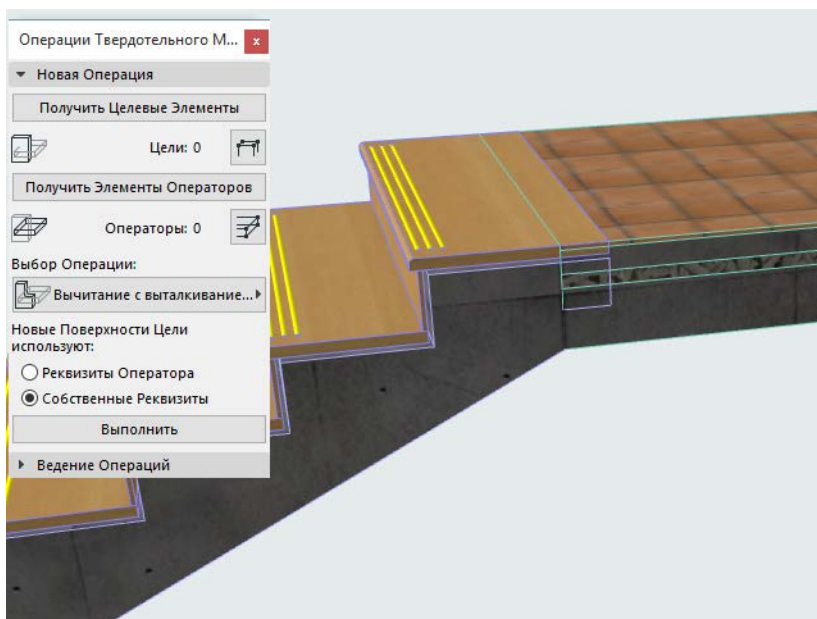 Операции Твердотельного М...
Новая Операция
Получить Целевые Элементы
Цели: 0
Получить Элементы Операторов
Операторы: 0
Выбор Операции:
Вычитание с выталкивание...
Новые Поверхности Цели
используют:
Реквизиты Оператора
Собственные Реквизиты
Выполнить
Ведение Операций